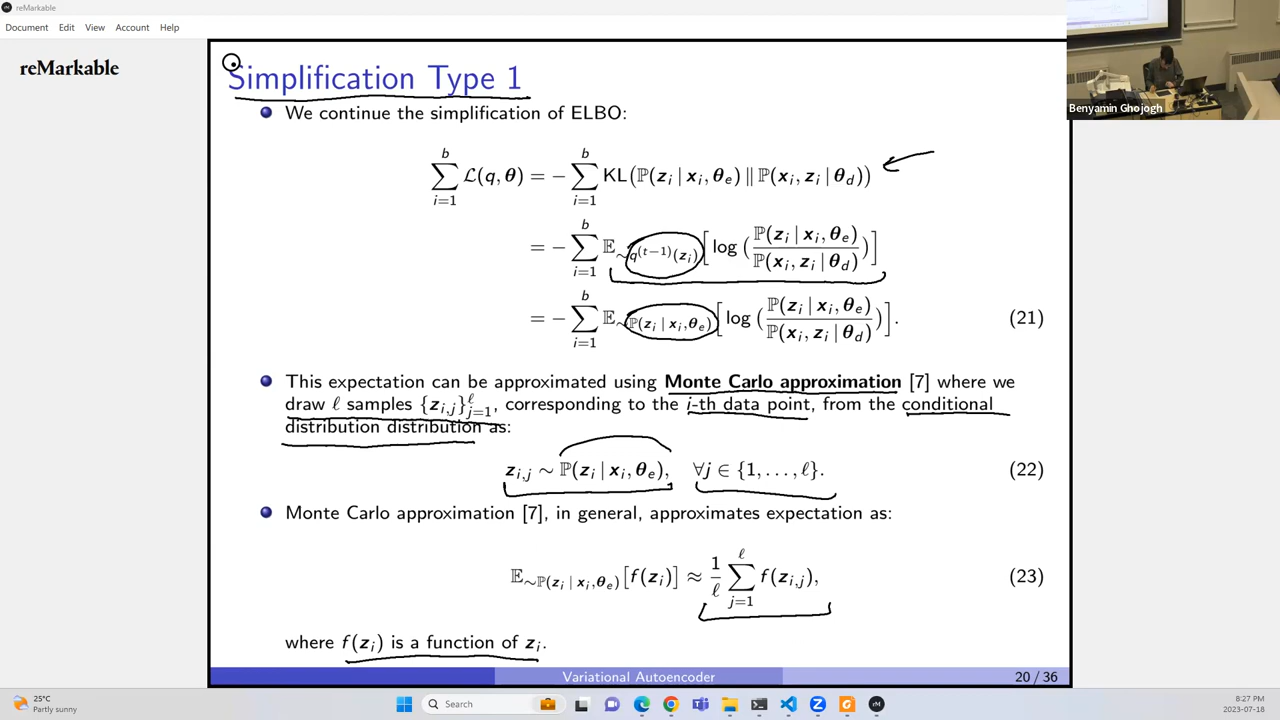 reMarkable
Document Edit View Account Help
reMarkable
Benyamin Ghojogh
Simplification Type 1
We continue the simplification of ELBO:
b b
∑ L(q, θ) = − ∑ KL(ℙ(z_i | x_i, θ_e) ‖ ℙ(x_i, z_i | θ_d))
i=1 i=1
= − ∑_{i=1}^{b} 𝔼_{∼q^{(t−1)}(z_i)} [ log ( ℙ(z_i | x_i, θ_e) / ℙ(x_i, z_i | θ_d) ) ]
= − ∑_{i=1}^{b} 𝔼_{∼ℙ(z_i | x_i, θ_e)} [ log ( ℙ(z_i | x_i, θ_e) / ℙ(x_i, z_i | θ_d) ) ]. (21)
This expectation can be approximated using Monte Carlo approximation [7] where we
draw ℓ samples {z_{i,j}}_{j=1}^{ℓ}, corresponding to the i-th data point, from the conditional
distribution distribution as:
z_{i,j} ∼ ℙ(z_i | x_i, θ_e), ∀j ∈ {1, . . . , ℓ}. (22)
Monte Carlo approximation [7], in general, approximates expectation as:
𝔼_{∼ℙ(z_i | x_i, θ_e)}[f(z_i)] ≈ 1/ℓ ∑_{j=1}^{ℓ} f(z_{i,j}), (23)
where f(z_i) is a function of z_i.
Variational Autoencoder 20 / 36
25°C
Partly sunny
Search
8:27 PM
2023-07-18